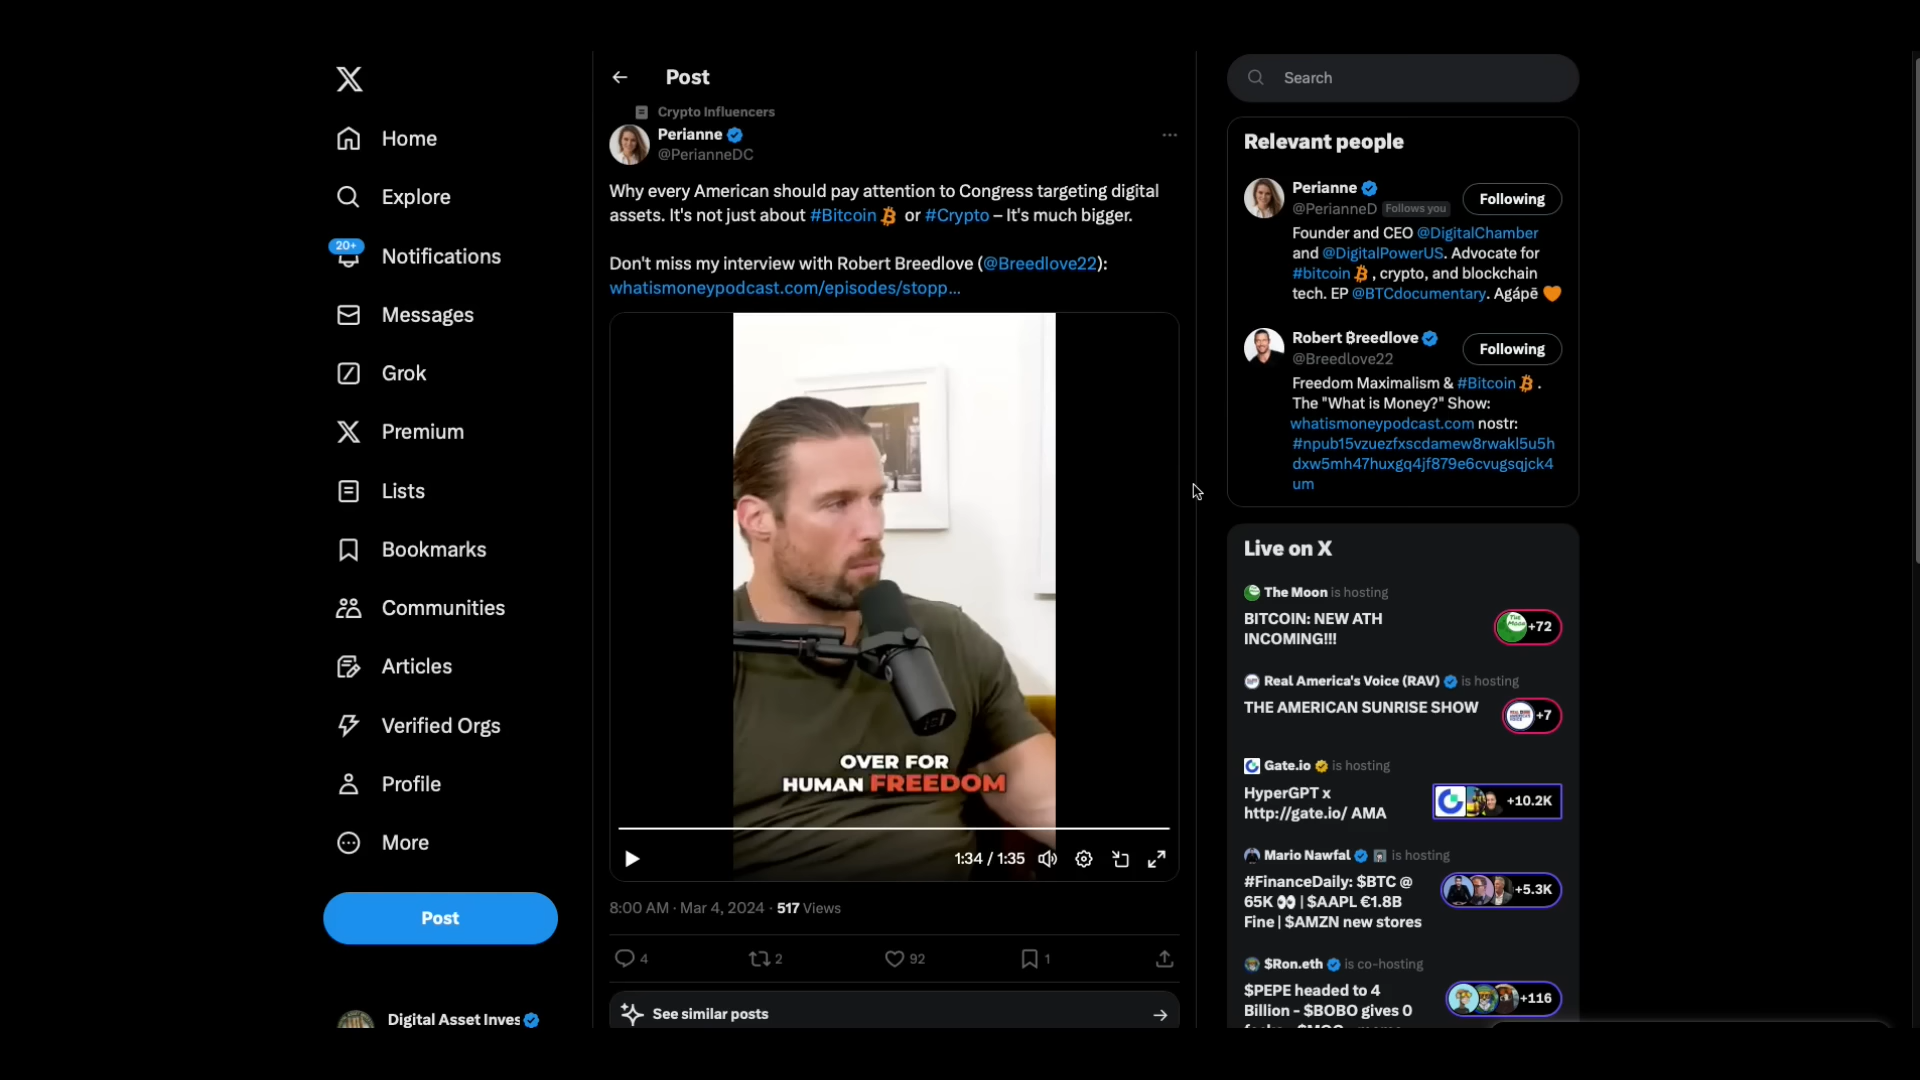 Home
Explore
20+
Notifications
Messages
Grok
Premium
Lists
Bookmarks
Communities
Articles
Verified Orgs
Profile
More
Post
Digital Asset Inves
Post
Crypto Influencers
Perianne
@PerianneDC
Why every American should pay attention to Congress targeting digital
assets. It's not just about #Bitcoin or #Crypto – It's much bigger.
Don't miss my interview with Robert Breedlove (@Breedlove22):
whatismoneypodcast.com/episodes/stopp…
OVER FOR
HUMAN FREEDOM
1:34 / 1:35
8:00 AM · Mar 4, 2024 · 517 Views
4
2
92
1
See similar posts
Search
Relevant people
Perianne
@PerianneD Follows you
Following
Founder and CEO @DigitalChamber
and @DigitalPowerUS. Advocate for
#bitcoin , crypto, and blockchain
tech. EP @BTCdocumentary. Agápē 🧡
Robert ₿reedlove
@Breedlove22
Following
Freedom Maximalism & #Bitcoin .
The "What is Money?" Show:
whatismoneypodcast.com nostr:
#npub15vzuezfxscdamew8rwakl5u5h
dxw5mh47huxgq4jf879e6cvugsqjck4
um
Live on X
The Moon is hosting
BITCOIN: NEW ATH
INCOMING!!!
+72
Real America's Voice (RAV) is hosting
THE AMERICAN SUNRISE SHOW
+7
Gate.io is hosting
HyperGPT x
http://gate.io/ AMA
+10.2K
Mario Nawfal is hosting
#FinanceDaily: $BTC @
65K 👀 | $AAPL €1.8B
Fine | $AMZN new stores
+5.3K
$Ron.eth is co-hosting
$PEPE headed to 4
Billion - $BOBO gives 0
+116